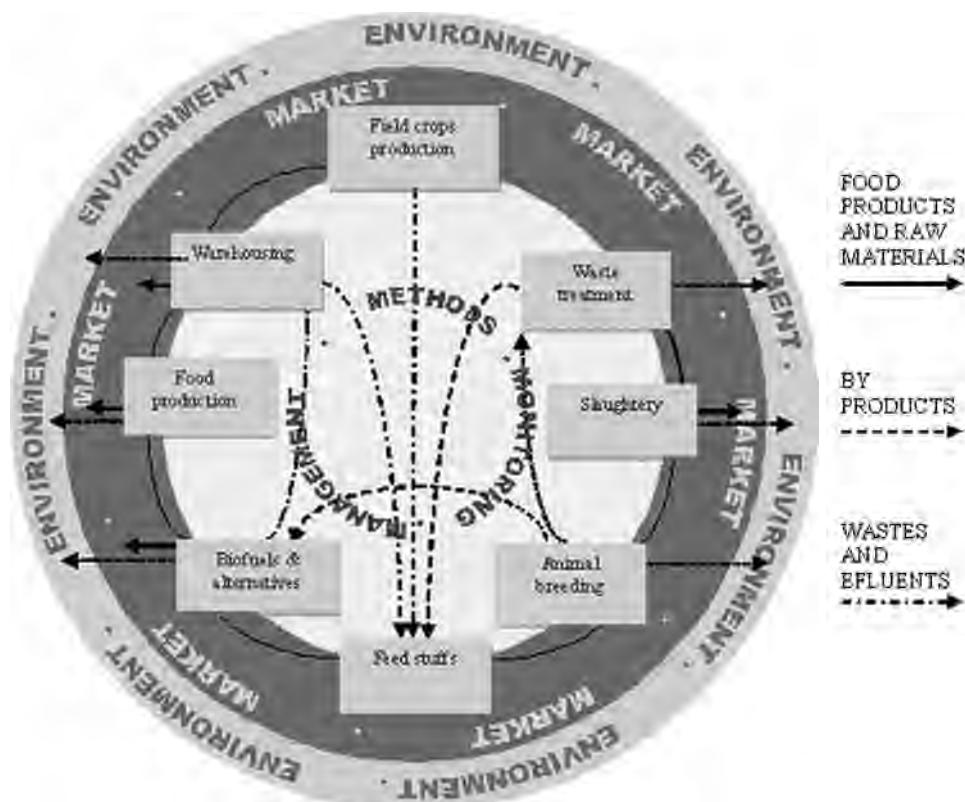 ENVIRONMENT .
ENVIRONMENT .
ENVIRONMENT .
ENVIRONMENT .
ENVIRONMENT .
ENVIRONMENT .
ENVIRONMENT .
ENVIRONMENT .
MARKET
MARKET
MARKET
MARKET
MARKET
MARKET
Field crops
production
Warehousing
Waste
treatment
METHODS
MONITORING
MANAGEMENT
Food
production
Slaughtery
Biofuels &
alternatives
Animal
breeding
Feed stuffs
FOOD
PRODUCTS
AND RAW
MATERIALS
BY
PRODUCTS
WASTES
AND
EFLUENTS